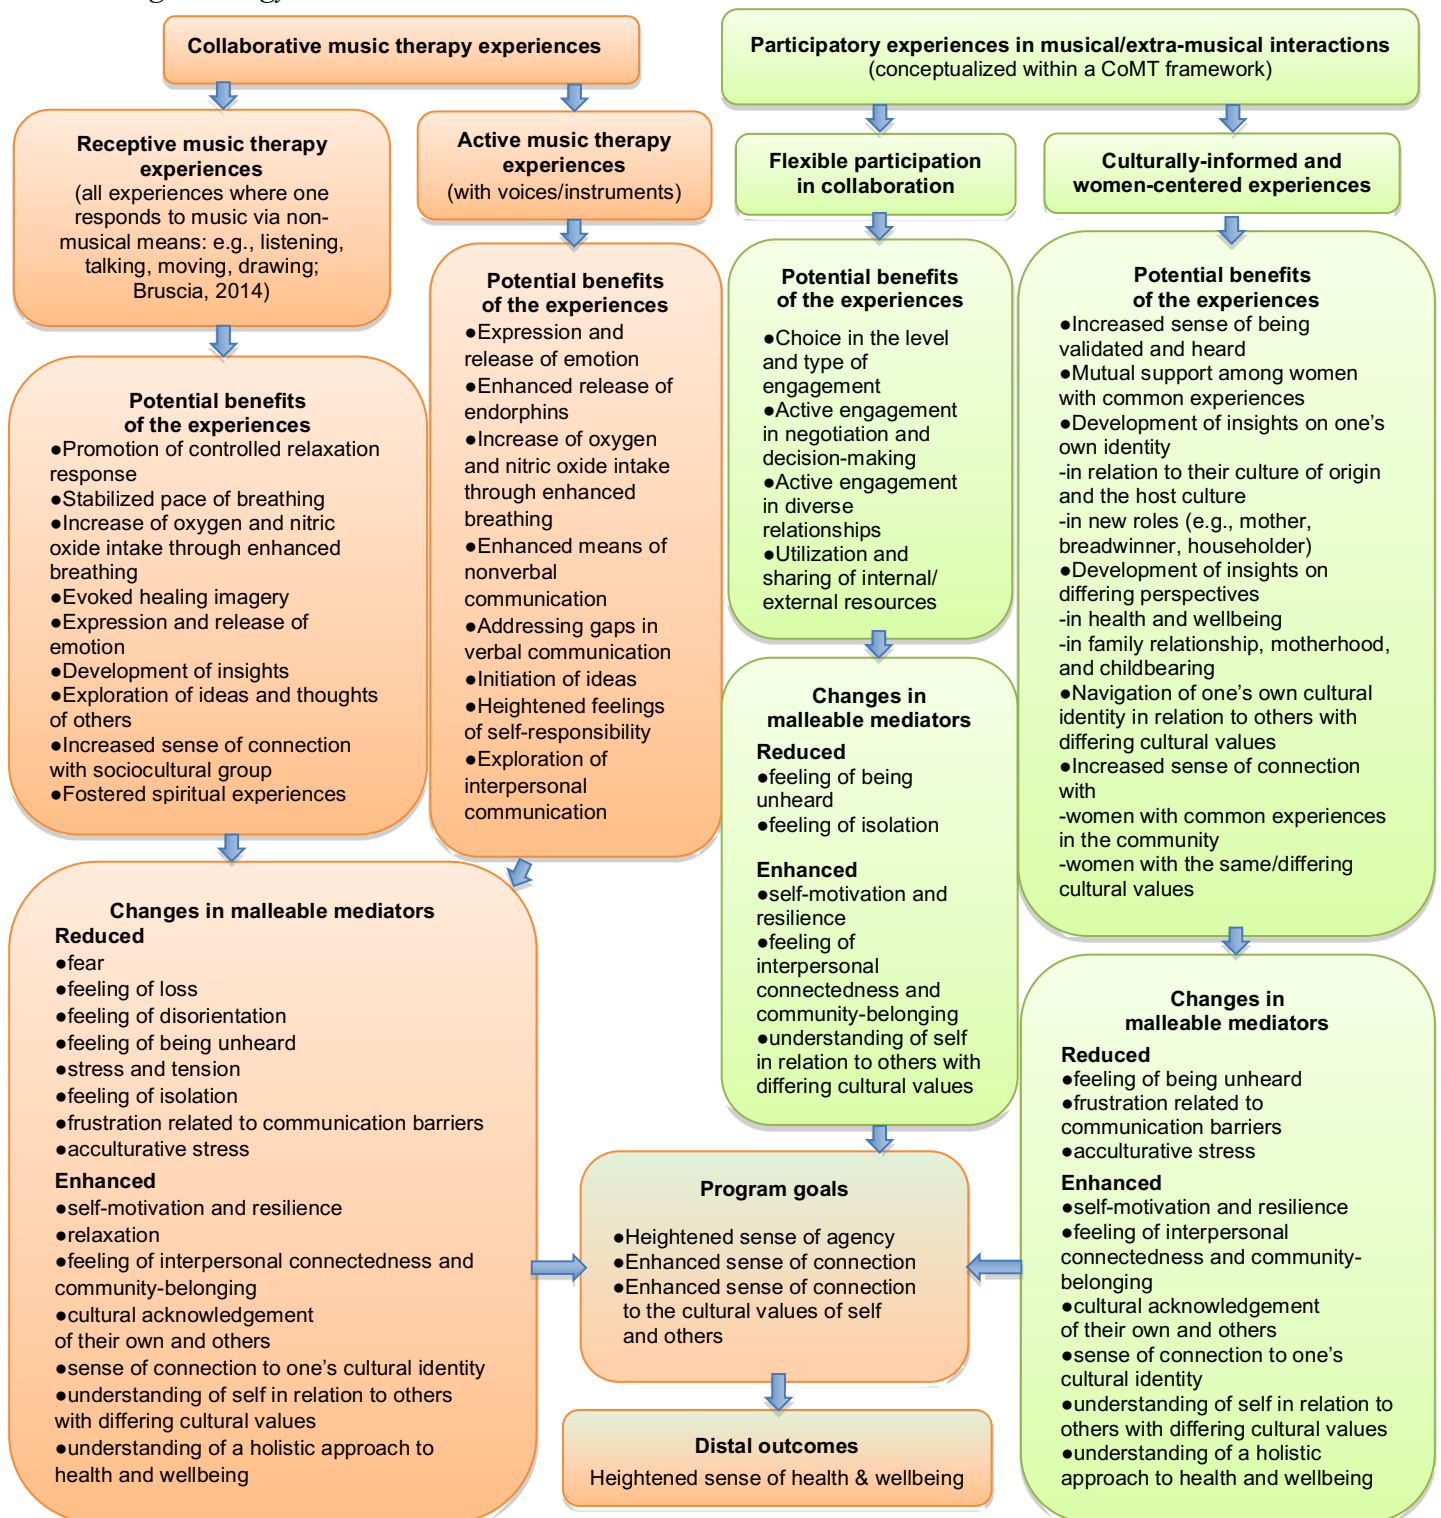 Collaborative music therapy experiences
Participatory experiences in musical/extra-musical interactions
(conceptualized within a CoMT framework)
Receptive music therapy
experiences
(all experiences where one
responds to music via non-
musical means: e.g., listening,
talking, moving, drawing;
Bruscia, 2014)
Active music therapy
experiences
(with voices/instruments)
Flexible participation
in collaboration
Culturally-informed and
women-centered experiences
Potential benefits
of the experiences
●Promotion of controlled relaxation
response
●Stabilized pace of breathing
●Increase of oxygen and nitric
oxide intake through enhanced
breathing
●Evoked healing imagery
●Expression and release of
emotion
●Development of insights
●Exploration of ideas and thoughts
of others
●Increased sense of connection
with sociocultural group
●Fostered spiritual experiences
Potential benefits
of the experiences
●Expression and
release of emotion
●Enhanced release of
endorphins
●Increase of oxygen
and nitric oxide intake
through enhanced
breathing
●Enhanced means of
nonverbal
communication
●Addressing gaps in
verbal communication
●Initiation of ideas
●Heightened feelings
of self-responsibility
●Exploration of
interpersonal
communication
Potential benefits
of the experiences
●Choice in the level
and type of
engagement
●Active engagement
in negotiation and
decision-making
●Active engagement
in diverse
relationships
●Utilization and
sharing of internal/
external resources
Potential benefits
of the experiences
●Increased sense of being
validated and heard
●Mutual support among women
with common experiences
●Development of insights on one's
own identity
-in relation to their culture of origin
and the host culture
-in new roles (e.g., mother,
breadwinner, householder)
●Development of insights on
differing perspectives
-in health and wellbeing
-in family relationship, motherhood,
and childbearing
●Navigation of one's own cultural
identity in relation to others with
differing cultural values
●Increased sense of connection
with
-women with common experiences
in the community
-women with the same/differing
cultural values
Changes in malleable mediators
Reduced
●fear
●feeling of loss
●feeling of disorientation
●feeling of being unheard
●stress and tension
●feeling of isolation
●frustration related to communication barriers
●acculturative stress
Enhanced
●self-motivation and resilience
●relaxation
●feeling of interpersonal connectedness and
community-belonging
●cultural acknowledgement
of their own and others
●sense of connection to one's cultural identity
●understanding of self in relation to others
with differing cultural values
●understanding of a holistic approach to
health and wellbeing
Changes in
malleable mediators
Reduced
●feeling of being
unheard
●feeling of isolation
Enhanced
●self-motivation and
resilience
●feeling of
interpersonal
connectedness and
community-belonging
●understanding of self
in relation to others with
differing cultural values
Changes in
malleable mediators
Reduced
●feeling of being unheard
●frustration related to
communication barriers
●acculturative stress
Enhanced
●self-motivation and resilience
●feeling of interpersonal
connectedness and community-
belonging
●cultural acknowledgement
of their own and others
●sense of connection to one's
cultural identity
●understanding of self in relation to
others with differing cultural values
●understanding of a holistic
approach to health and wellbeing
Program goals
●Heightened sense of agency
●Enhanced sense of connection
●Enhanced sense of connection
to the cultural values of self
and others
Distal outcomes
Heightened sense of health & wellbeing